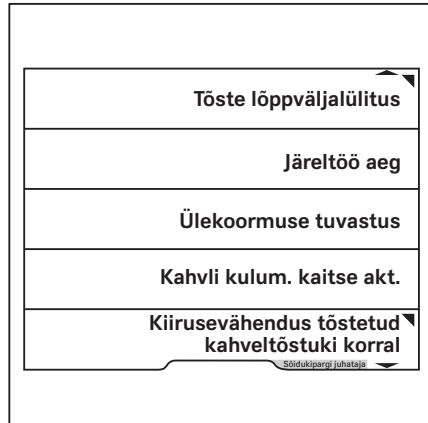 Tõste lõppväljalülitus
Järeltöö aeg
Ülekoormuse tuvastus
Kahvli kulum. kaitse akt.
Kiirusevähendus tõstetud
kahveltõstuki korral
Sõidukipargi juhataja